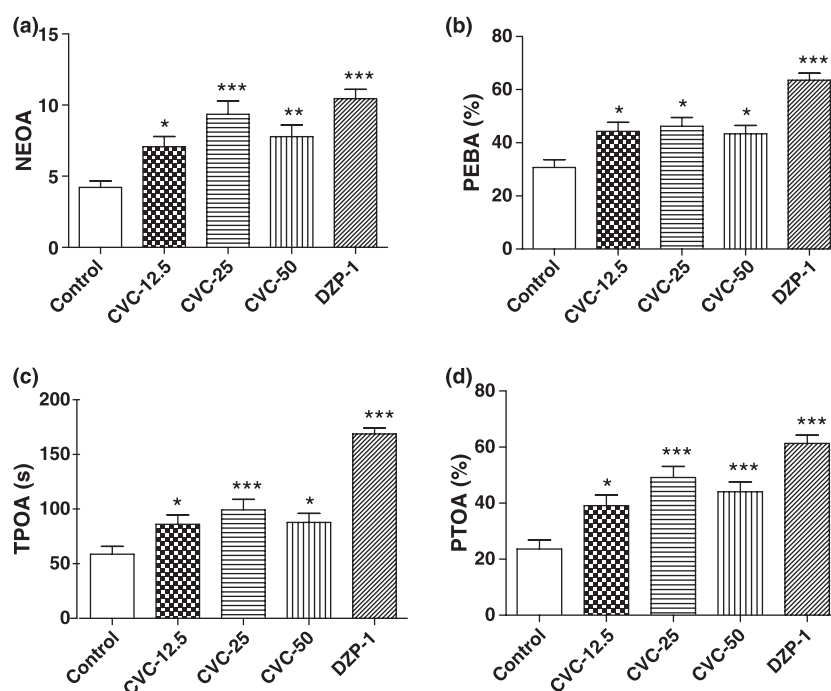 (a)
15
10
5
0
NEOA
*
***
**
***
Control
CVC-12.5
CVC-25
CVC-50
DZP-1
(b)
80
60
40
20
0
PEBA (%)
*
*
*
***
Control
CVC-12.5
CVC-25
CVC-50
DZP-1
(c)
200
150
100
50
0
TPOA (s)
*
***
*
***
Control
CVC-12.5
CVC-25
CVC-50
DZP-1
(d)
80
60
40
20
0
PTOA (%)
*
***
***
***
Control
CVC-12.5
CVC-25
CVC-50
DZP-1